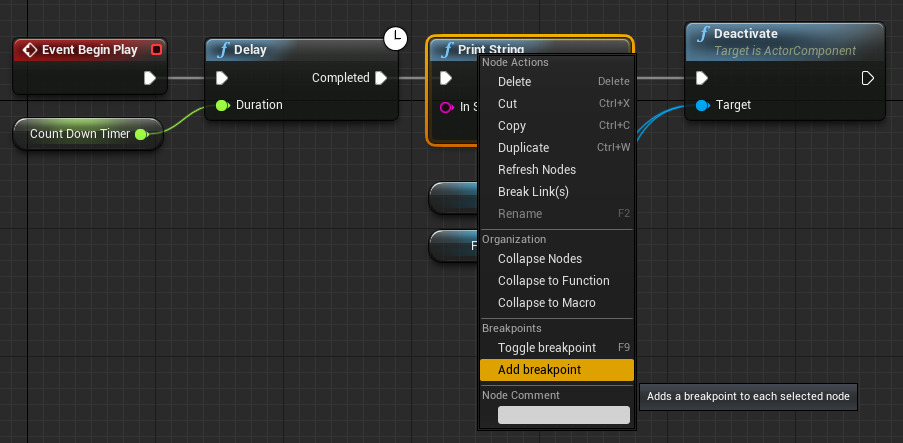 Event Begin Play
Delay
Completed
Duration
Count Down Timer
Print String
In S
Deactivate
Target is ActorComponent
Target
F
Node Actions
Delete Delete
Cut Ctrl+X
Copy Ctrl+C
Duplicate Ctrl+W
Refresh Nodes
Break Link(s)
Rename F2
Organization
Collapse Nodes
Collapse to Function
Collapse to Macro
Breakpoints
Toggle breakpoint F9
Add breakpoint
Adds a breakpoint to each selected node
Node Comment